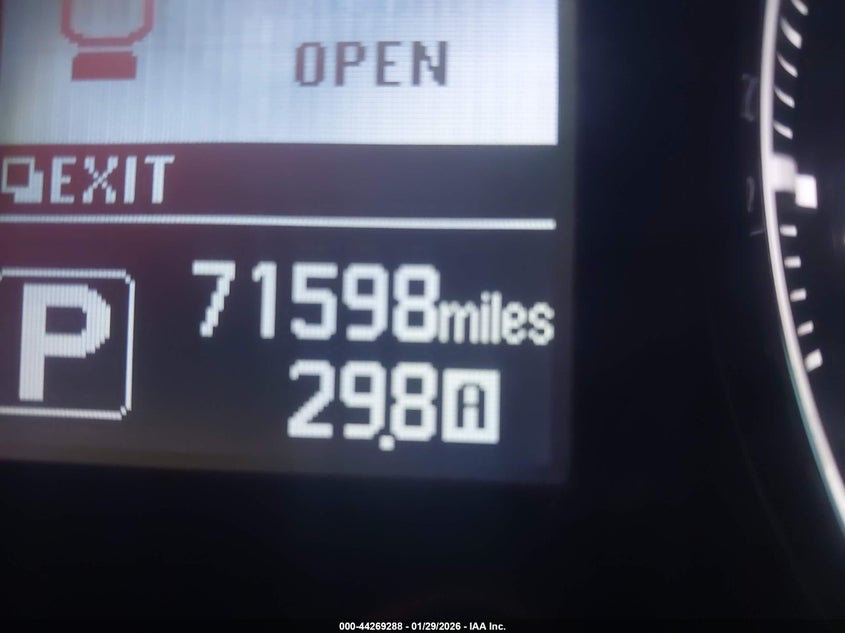 OPEN
EXIT
P
71598miles
29.8A
000-44269288 - 01/29/2026 - IAA Inc.